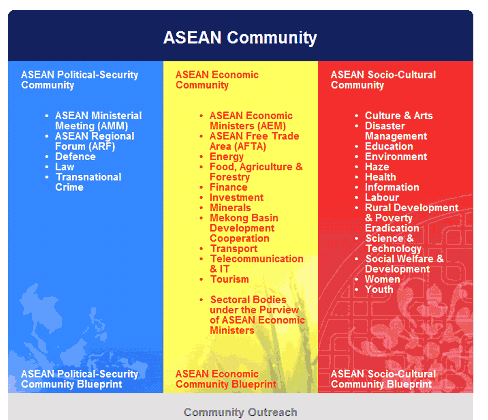 ASEAN Community
ASEAN Political-Security
Community
• ASEAN Ministerial
Meeting (AMM)
• ASEAN Regional
Forum (ARF)
• Defence
• Law
• Transnational
Crime
ASEAN Political-Security
Community Blueprint
ASEAN Economic
Community
• ASEAN Economic
Ministers (AEM)
• ASEAN Free Trade
Area (AFTA)
• Energy
• Food, Agriculture &
Forestry
• Finance
• Investment
• Minerals
• Mekong Basin
Development
Cooperation
• Transport
• Telecommunication
& IT
• Tourism
• Sectoral Bodies
under the Purview
of ASEAN Economic
Ministers
ASEAN Economic
Community Blueprint
ASEAN Socio-Cultural
Community
• Culture & Arts
• Disaster
Management
• Education
• Environment
• Haze
• Health
• Information
• Labour
• Rural Development
& Poverty
Eradication
• Science &
Technology
• Social Welfare &
Development
• Women
• Youth
ASEAN Socio-Cultural
Community Blueprint
Community Outreach